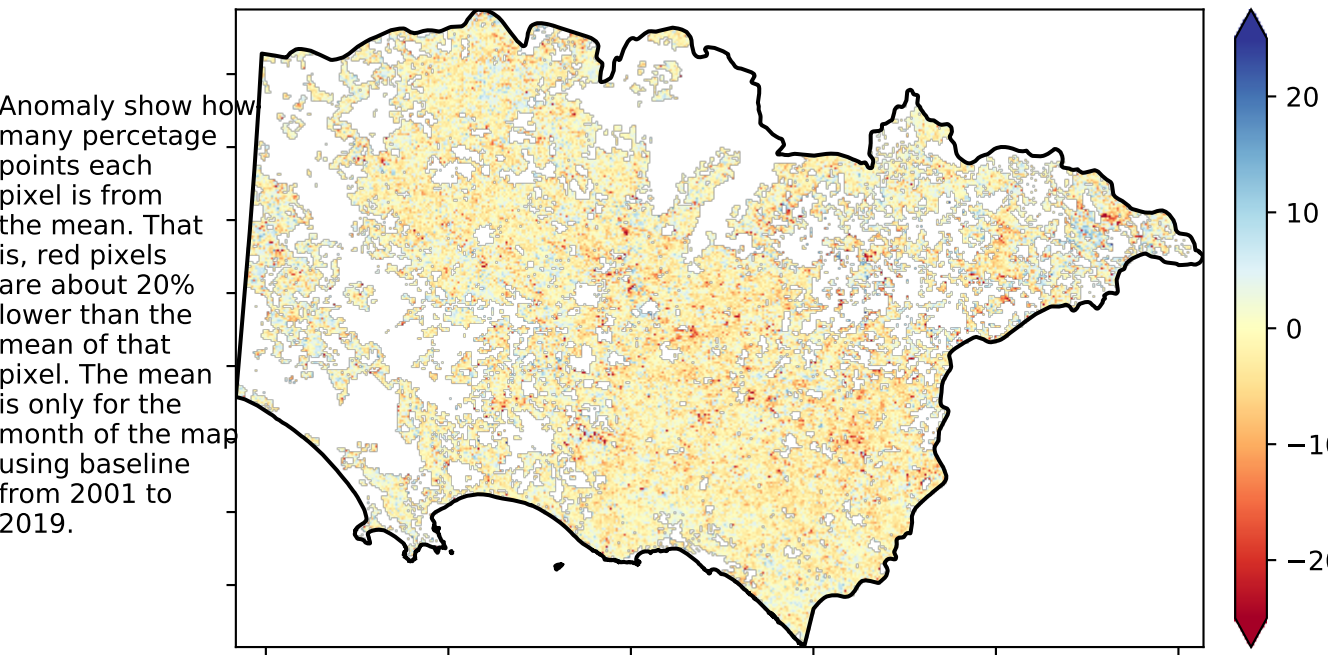 Anomaly show how
many percetage
points each
pixel is from
the mean. That
is, red pixels
are about 20%
lower than the
mean of that
pixel. The mean
is only for the
month of the map
using baseline
from 2001 to
2019.
20
10
0
−10
−20